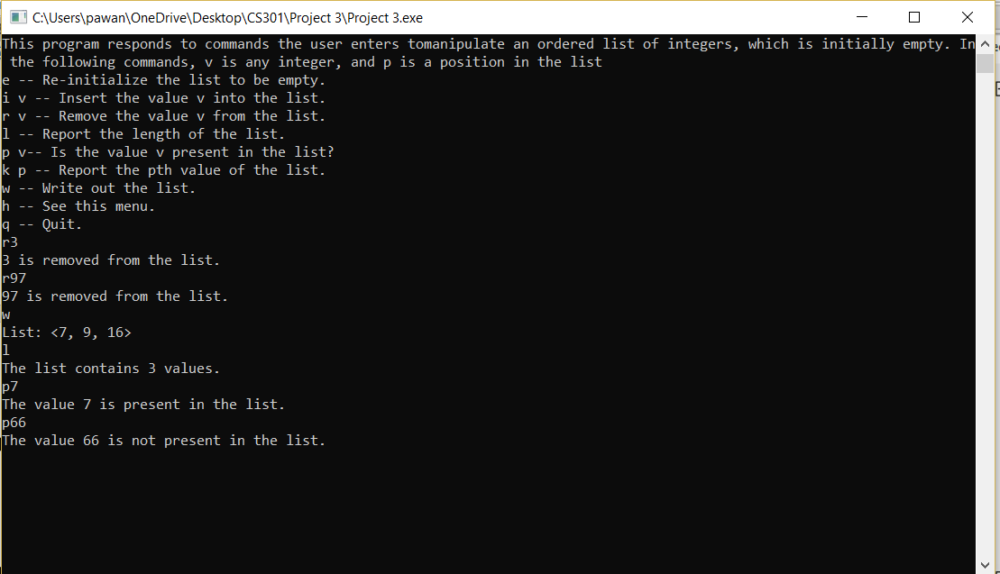 C:\Users\pawan\OneDrive\Desktop\CS301\Project 3\Project 3.exe
This program responds to commands the user enters tomanipulate an ordered list of integers, which is initially empty. In
 the following commands, v is any integer, and p is a position in the list
e -- Re-initialize the list to be empty.
i v -- Insert the value v into the list.
r v -- Remove the value v from the list.
l -- Report the length of the list.
p v-- Is the value v present in the list?
k p -- Report the pth value of the list.
w -- Write out the list.
h -- See this menu.
q -- Quit.
r3
3 is removed from the list.
r97
97 is removed from the list.
w
List: <7, 9, 16>
l
The list contains 3 values.
p7
The value 7 is present in the list.
p66
The value 66 is not present in the list.